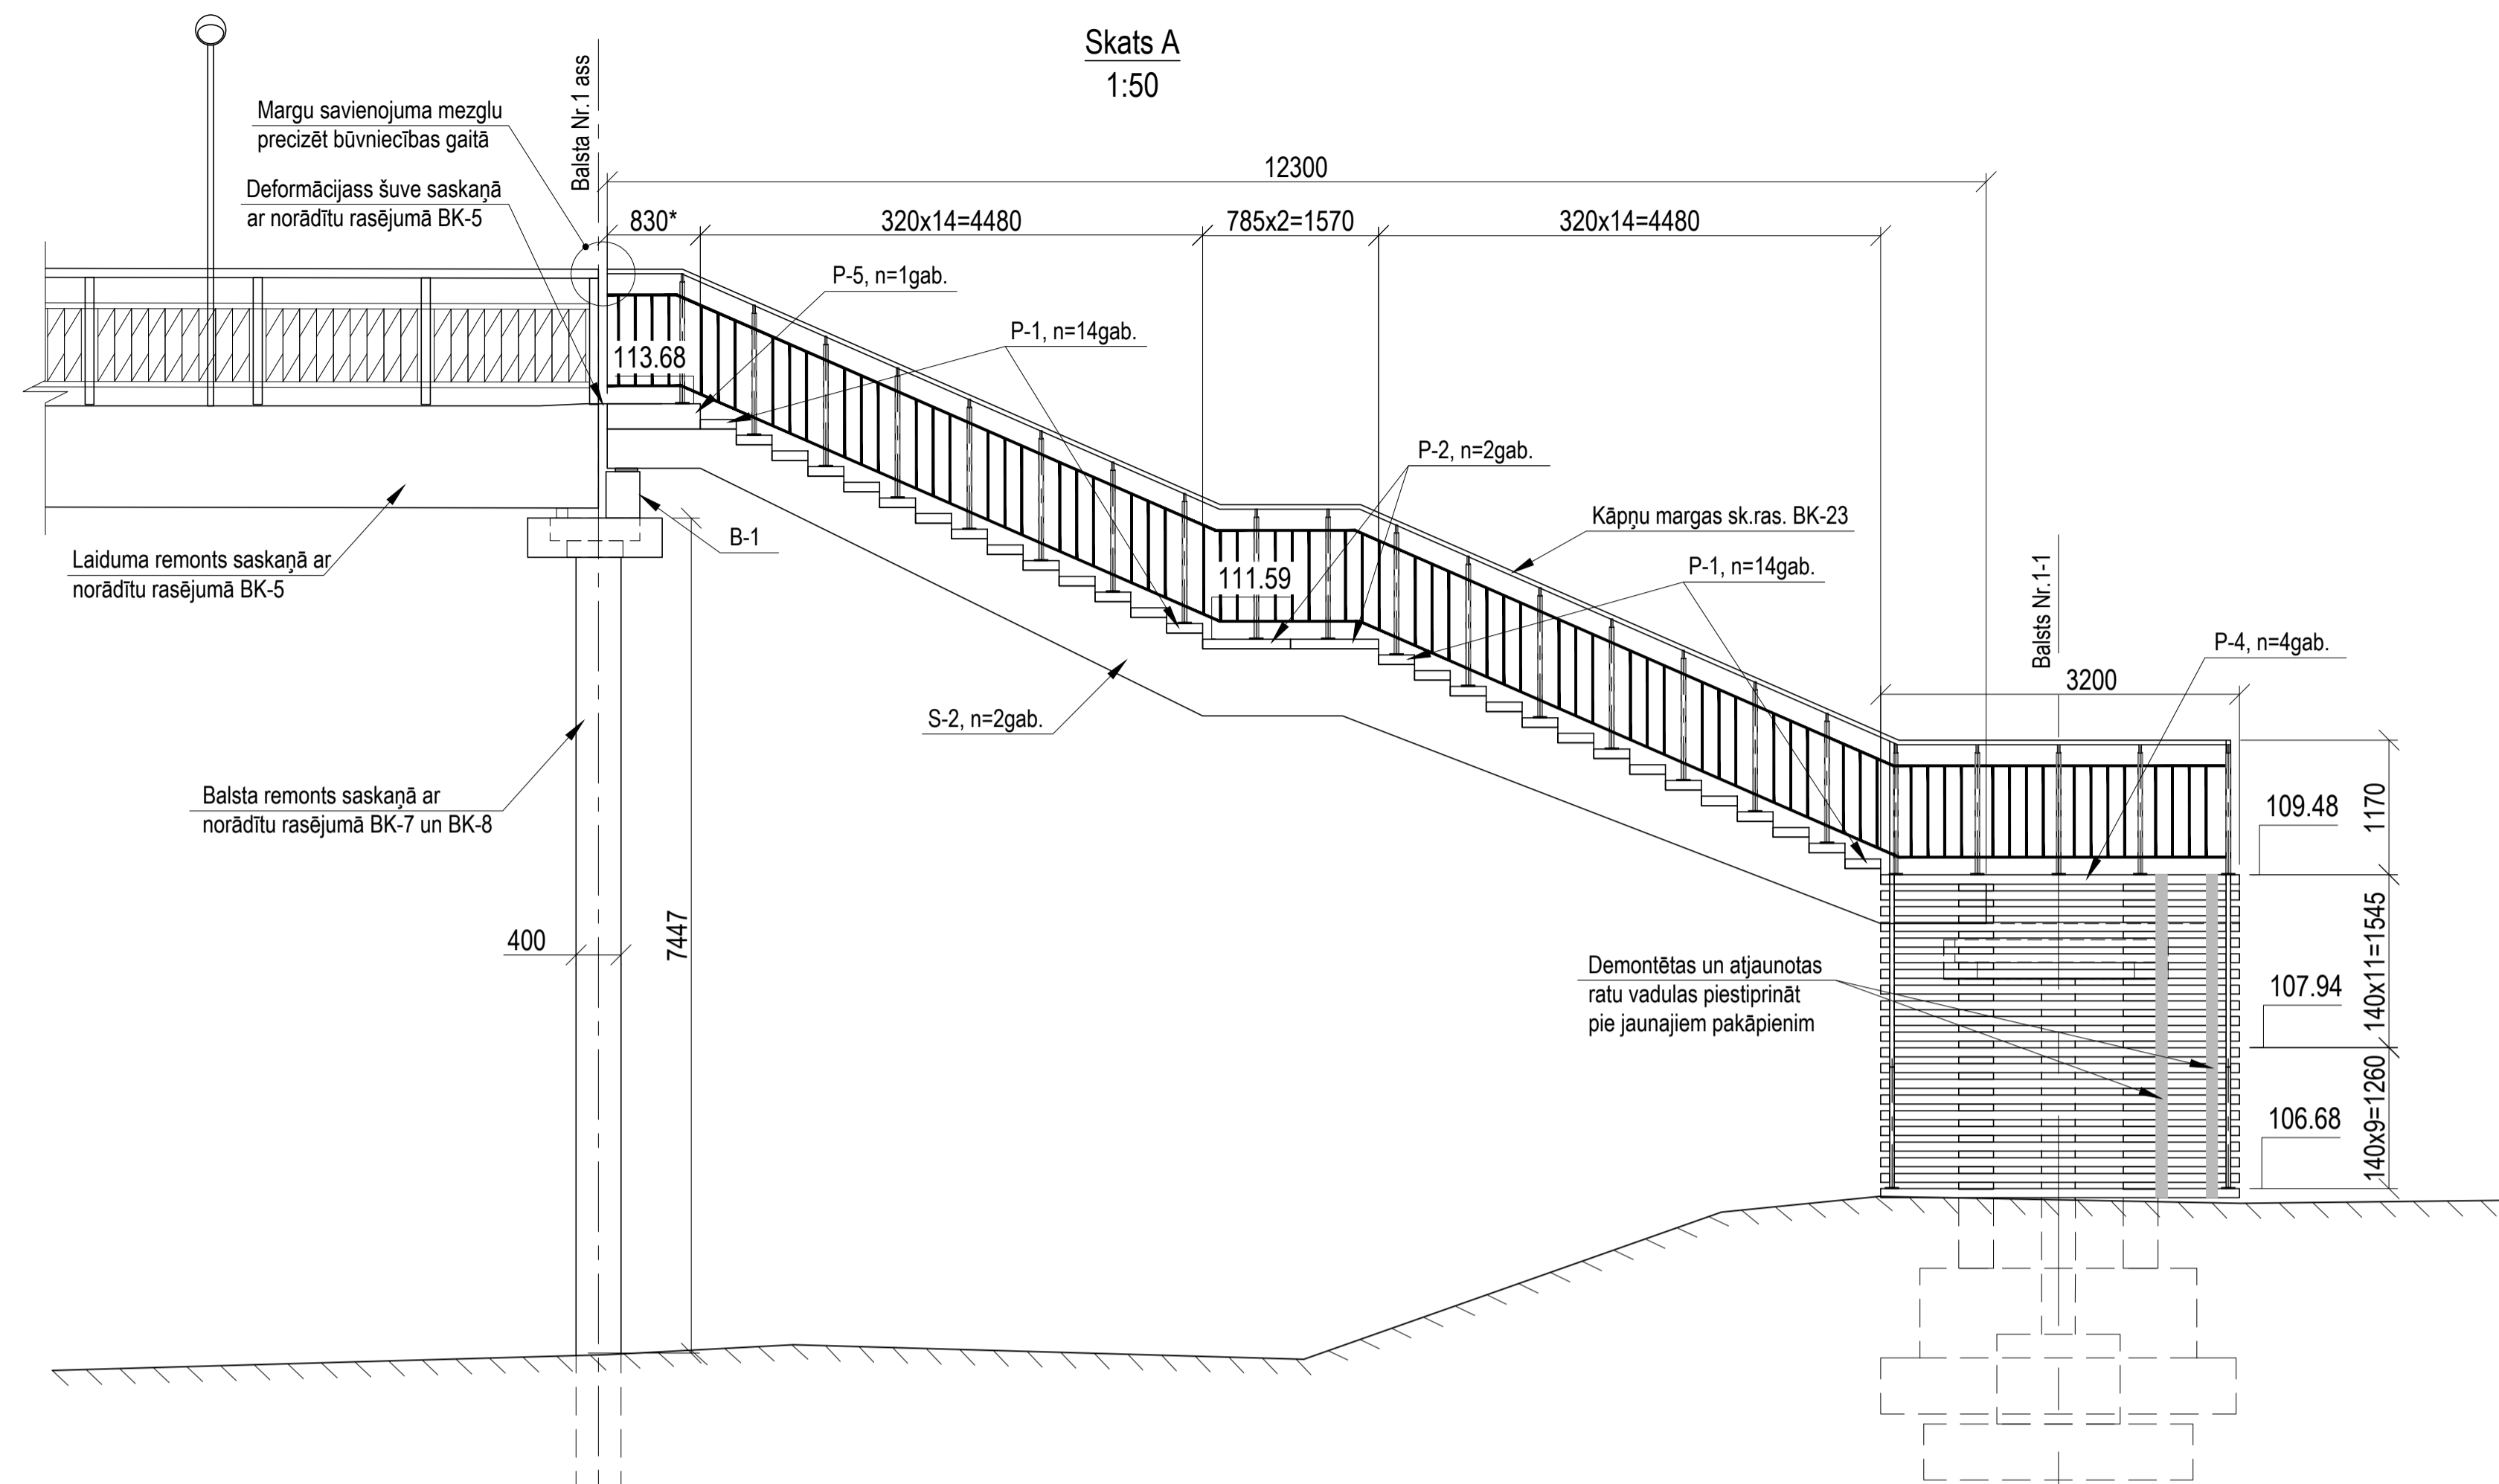 Skats A
1:50
Margu savienojuma mezglu
precizēt būvniecības gaitā
Balsta Nr.1 ass
Deformācijass šuve saskaņā
ar norādītu rasējumā BK-5
12300
830*
320x14=4480
785x2=1570
320x14=4480
P-5, n=1gab.
P-1, n=14gab.
113.68
P-2, n=2gab.
Kāpņu margas sk.ras. BK-23
B-1
Laiduma remonts saskaņā ar
norādītu rasējumā BK-5
111.59
P-1, n=14gab.
Balsts Nr.1-1
P-4, n=4gab.
3200
S-2, n=2gab.
Balsta remonts saskaņā ar
norādītu rasējumā BK-7 un BK-8
109.48
1170
400
7447
Demontētas un atjaunotas
ratu vadulas piestiprināt
pie jaunajiem pakāpienim
140x11=1545
107.94
106.68
140x9=1260